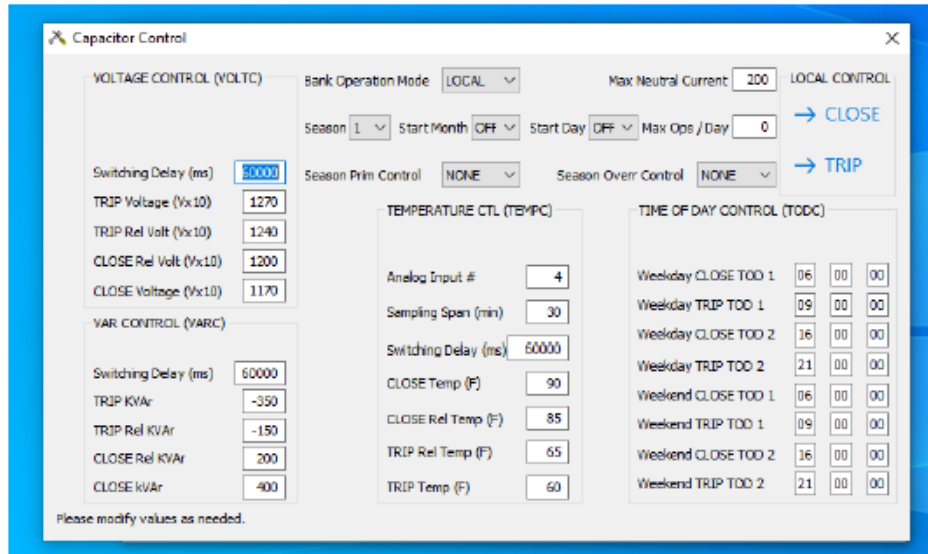 Capacitor Control
VOLTAGE CONTROL (VOLTC)
Switching Delay (ms) 60000
TRIP Voltage (Vx10) 1270
TRIP Rel Volt (Vx10) 1240
CLOSE Rel Volt (Vx10) 1200
CLOSE Voltage (Vx10) 1170
VAR CONTROL (VARC)
Switching Delay (ms) 60000
TRIP KVAr -350
TRIP Rel KVAr -150
CLOSE Rel KVAr 200
CLOSE kVAr 400
Please modify values as needed.
Bank Operation Mode LOCAL Max Neutral Current 200
Season 1 Start Month OFF Start Day OFF Max Ops / Day 0
Season Prim Control NONE Season Overr Control NONE
LOCAL CONTROL
→ CLOSE
→ TRIP
TEMPERATURE CTL (TEMPC)
Analog Input # 4
Sampling Span (min) 30
Switching Delay (ms) 60000
CLOSE Temp (F) 90
CLOSE Rel Temp (F) 85
TRIP Rel Temp (F) 65
TRIP Temp (F) 60
TIME OF DAY CONTROL (TODC)
Weekday CLOSE TOD 1 06 00 00
Weekday TRIP TOD 1 09 00 00
Weekday CLOSE TOD 2 16 00 00
Weekday TRIP TOD 2 21 00 00
Weekend CLOSE TOD 1 06 00 00
Weekend TRIP TOD 1 09 00 00
Weekend CLOSE TOD 2 16 00 00
Weekend TRIP TOD 2 21 00 00